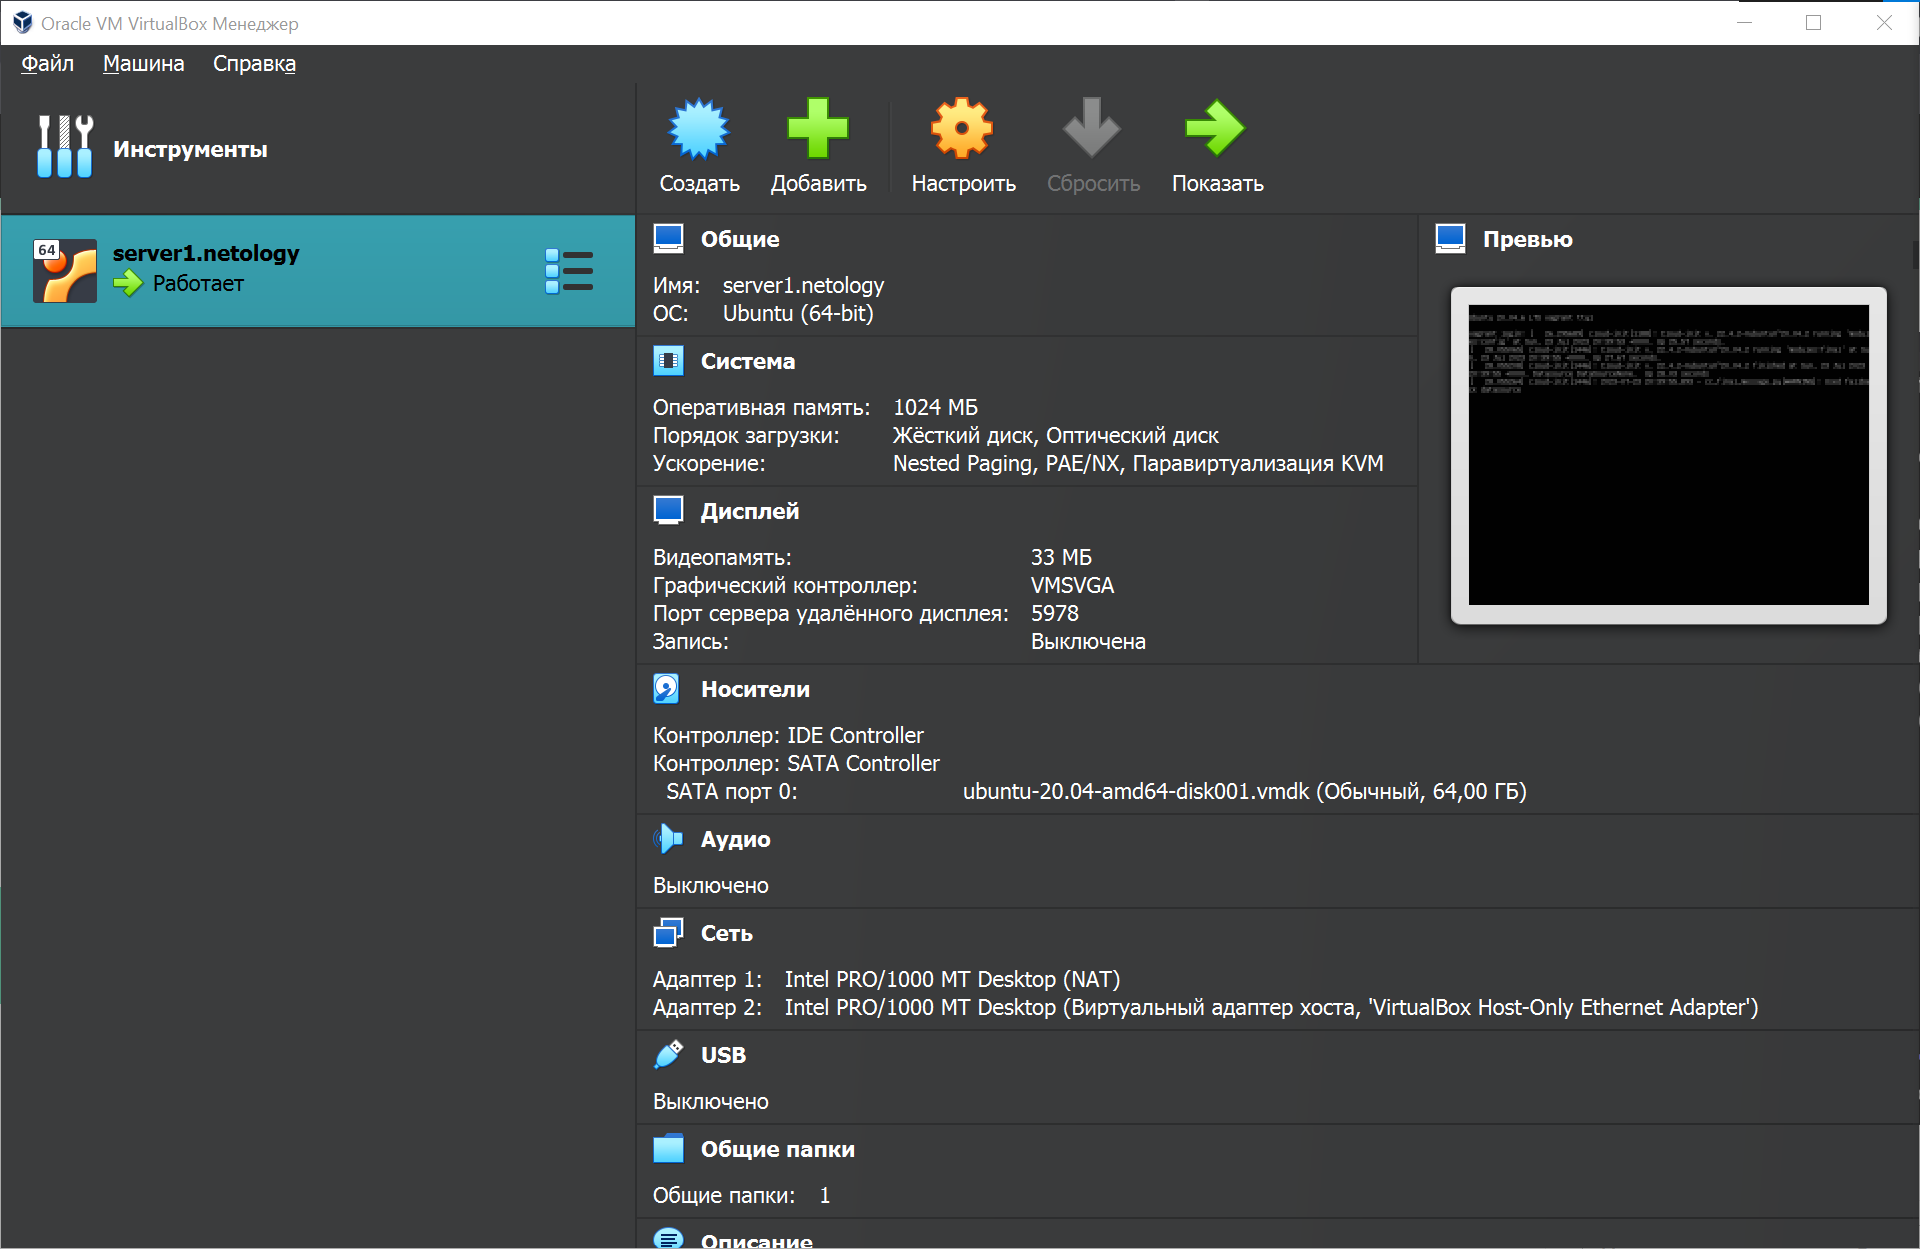 Oracle VM VirtualBox Менеджер
Файл Машина Справка
Инструменты
Создать Добавить Настроить Сбросить Показать
64
server1.netology
Работает
Общие
Имя: server1.netology
ОС: Ubuntu (64-bit)
Превью
Система
Оперативная память: 1024 МБ
Порядок загрузки: Жёсткий диск, Оптический диск
Ускорение: Nested Paging, PAE/NX, Паравиртуализация KVM
Дисплей
Видеопамять: 33 МБ
Графический контроллер: VMSVGA
Порт сервера удалённого дисплея: 5978
Запись: Выключена
Носители
Контроллер: IDE Controller
Контроллер: SATA Controller
SATA порт 0: ubuntu-20.04-amd64-disk001.vmdk (Обычный, 64,00 ГБ)
Аудио
Выключено
Сеть
Адаптер 1: Intel PRO/1000 MT Desktop (NAT)
Адаптер 2: Intel PRO/1000 MT Desktop (Виртуальный адаптер хоста, 'VirtualBox Host-Only Ethernet Adapter')
USB
Выключено
Общие папки
Общие папки: 1
Описание